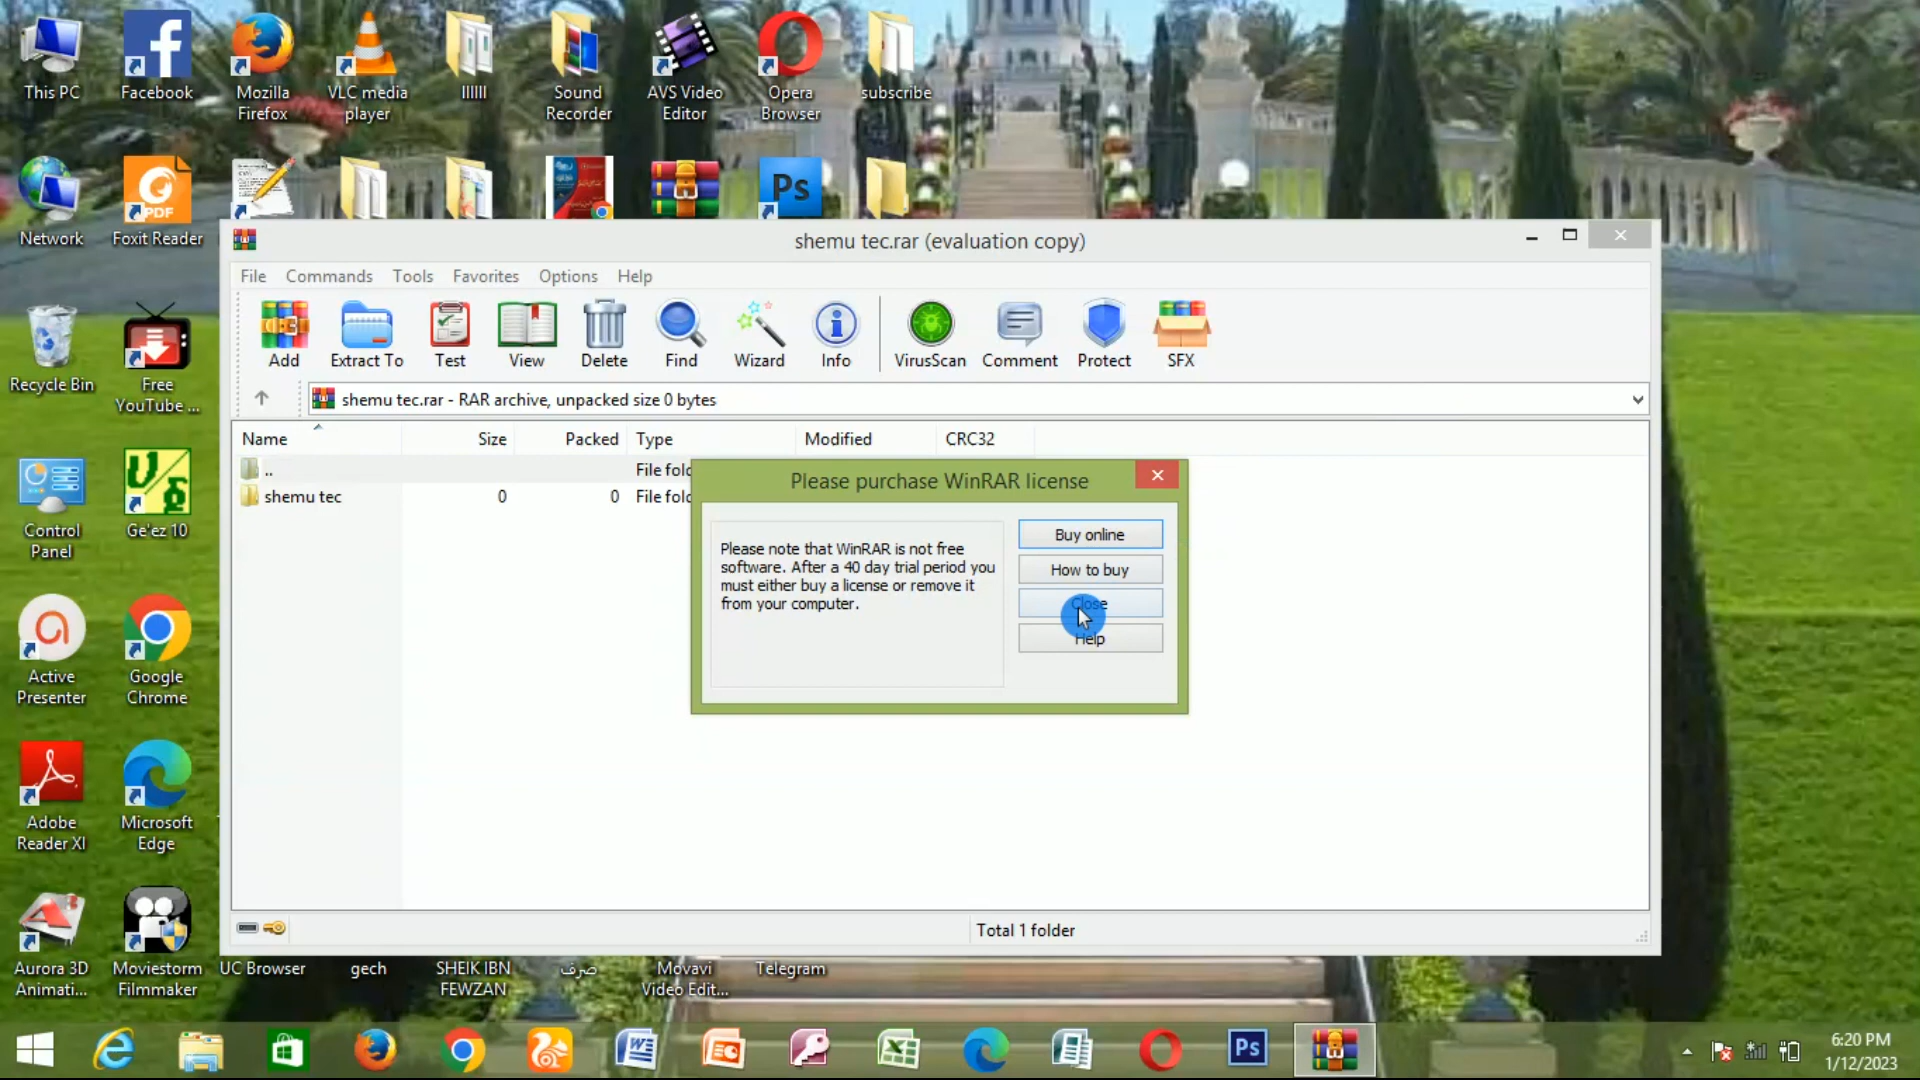 This PC
Facebook
Mozilla
Firefox
VLC media
player
llllll
Sound
Recorder
AVS Video
Editor
Opera
Browser
subscribe
Network
PDF
Foxit Reader
Ps
shemu tec.rar (evaluation copy)
File Commands Tools Favorites Options Help
Add
Extract To
Test
View
Delete
Find
Wizard
Info
VirusScan
Comment
Protect
SFX
Recycle Bin
Free
YouTube ...
shemu tec.rar - RAR archive, unpacked size 0 bytes
Name Size Packed Type Modified CRC32
.. File fold
shemu tec 0 0 File fold
Please purchase WinRAR license
Please note that WinRAR is not free
software. After a 40 day trial period you
must either buy a license or remove it
from your computer.
Buy online
How to buy
Close
Help
Control
Panel
Ge'ez 10
Active
Presenter
Google
Chrome
Adobe
Reader XI
Microsoft
Edge
Total 1 folder
Aurora 3D
Animati...
Moviestorm
Filmmaker
UC Browser
gech
SHEIK IBN
FEWZAN
صرف
Movavi
Video Edit...
Telegram
Ps
6:20 PM
1/12/2023